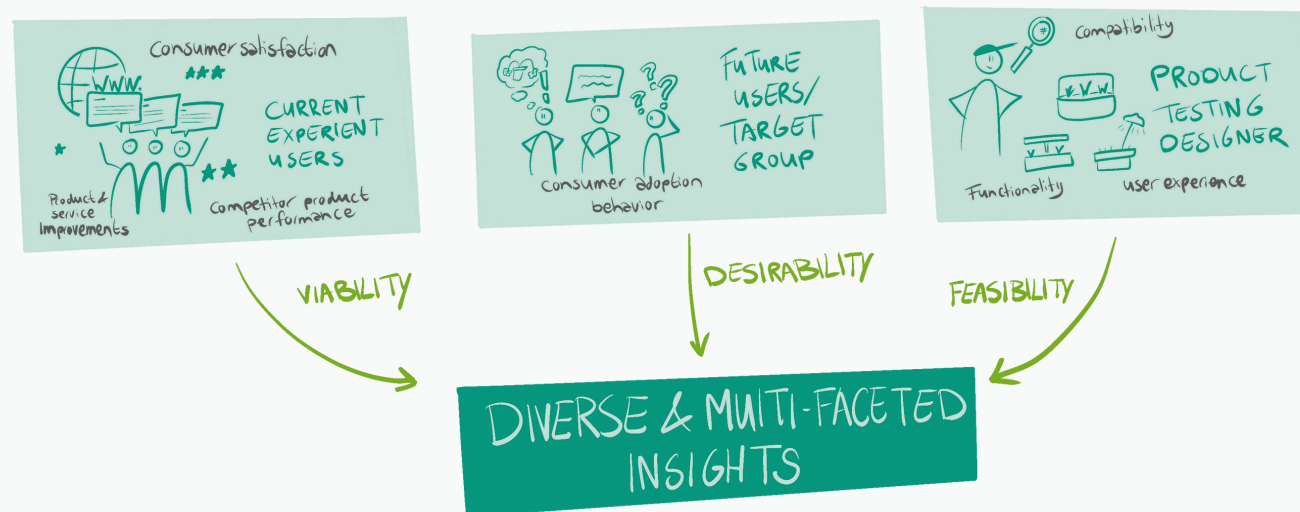 Consumer satisfaction
WWW.
CURRENT
EXPERIENT
USERS
Product &
service
Improvements
Competitor product
performance
FUTURE
USERS/
TARGET
GROUP
Consumer adoption
behavior
Compatibility
PRODUCT
TESTING
DESIGNER
Functionality
user experience
VIABILITY
DESIRABILITY
FEASIBILITY
DIVERSE & MULTI-FACETED
INSIGHTS